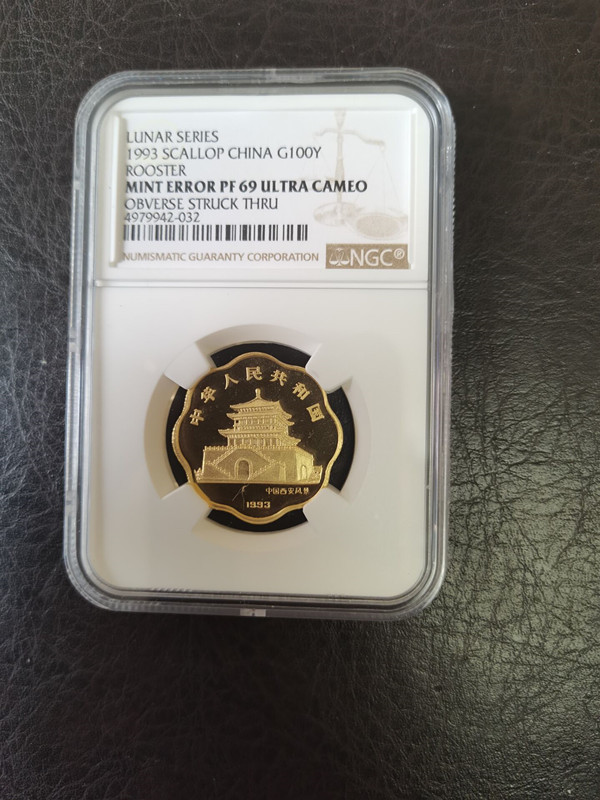 LUNAR SERIES
1993 SCALLOP CHINA G100Y
ROOSTER
MINT ERROR PF 69 ULTRA CAMEO
OBVERSE STRUCK THRU
4979942-032
NUMISMATIC GUARANTY CORPORATION NGC®
中华人民共和国
中国西安风景
1993